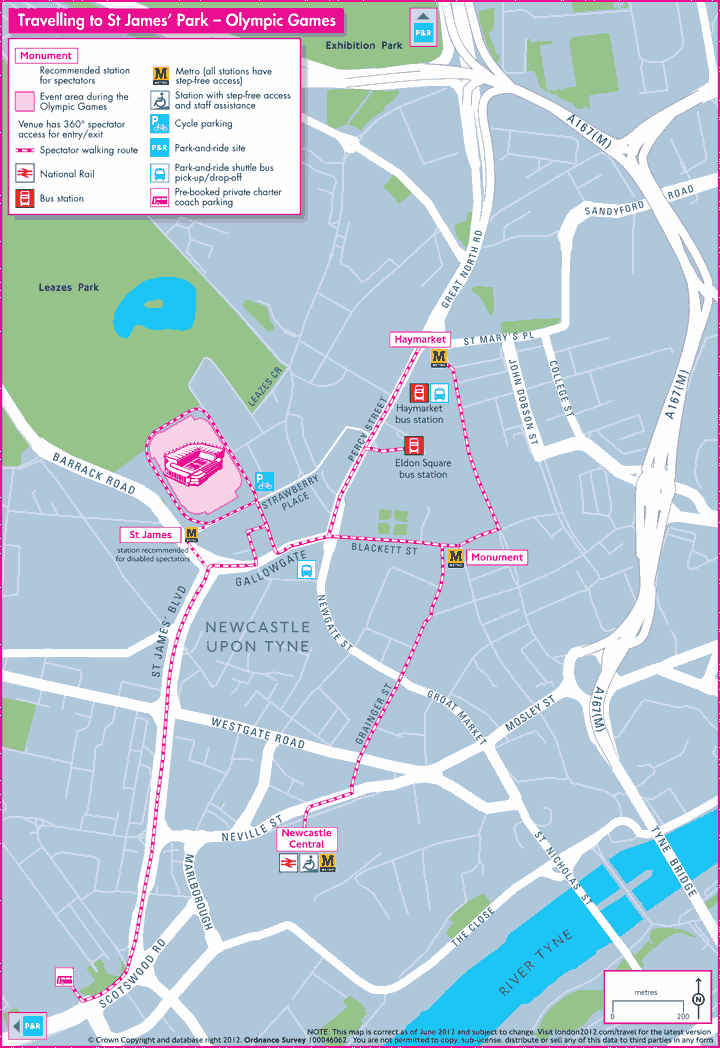 Travelling to St James' Park – Olympic Games
Monument
Recommended station
for spectators
Event area during the
Olympic Games
Venue has 360° spectator
access for entry/exit
Spectator walking route
National Rail
Bus station
M
METRO
Metro (all stations have
step-free access)
Station with step-free access
and staff assistance
P
Cycle parking
P&R
Park-and-ride site
Park-and-ride shuttle bus
pick-up/drop-off
Pre-booked private charter
coach parking
Exhibition Park
P&R
A167(M)
SANDYFORD ROAD
GREAT NORTH RD
Leazes Park
Haymarket
M
METRO
ST MARY'S PL
JOHN DOBSON ST
COLLEGE ST
A167(M)
LEAZES CR
Haymarket
bus station
PERCY STREET
Eldon Square
bus station
BARRACK ROAD
P
STRAWBERRY
PLACE
St James
M
METRO
station recommended
for disabled spectators
GALLOWGATE
BLACKETT ST
M
METRO
Monument
ST JAMES' BLVD
NEWCASTLE
UPON TYNE
NEWGATE ST
GRAINGER ST
GROAT MARKET
MOSLEY ST
A167(M)
WESTGATE ROAD
NEVILLE ST
Newcastle
Central
M
METRO
MARLBOROUGH
ST NICHOLAS ST
TYNE BRIDGE
THE CLOSE
RIVER TYNE
SCOTSWOOD RD
P&R
metres
0 200
N
NOTE: This map is correct as of June 2012 and subject to change. Visit london2012.com/travel for the latest version
© Crown Copyright and database right 2012. Ordnance Survey 100046062. You are not permitted to copy, sub-license, distribute or sell any of this data to third parties in any form